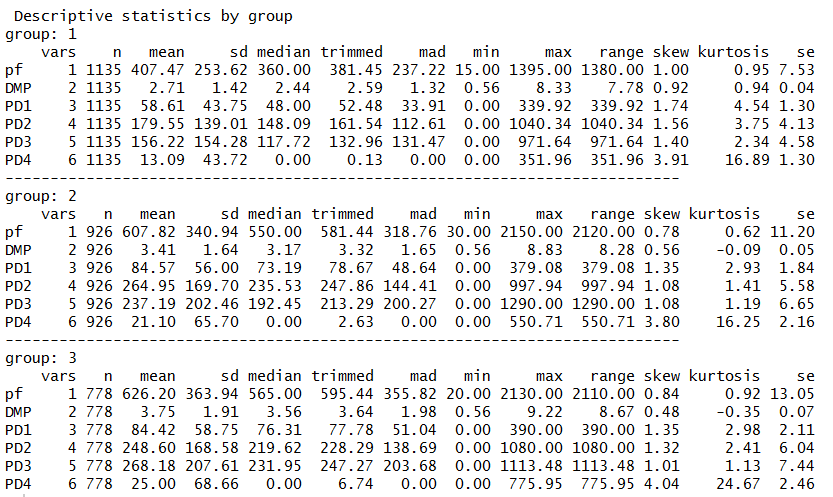 Descriptive statistics by group
group: 1
    vars    n   mean     sd median trimmed    mad   min     max   range skew kurtosis   se
pf     1 1135 407.47 253.62 360.00  381.45 237.22 15.00 1395.00 1380.00 1.00     0.95 7.53
DMP    2 1135   2.71   1.42   2.44    2.59   1.32  0.56    8.33    7.78 0.92     0.94 0.04
PD1    3 1135  58.61  43.75  48.00   52.48  33.91  0.00  339.92  339.92 1.74     4.54 1.30
PD2    4 1135 179.55 139.01 148.09  161.54 112.61  0.00 1040.34 1040.34 1.56     3.75 4.13
PD3    5 1135 156.22 154.28 117.72  132.96 131.47  0.00  971.64  971.64 1.40     2.34 4.58
PD4    6 1135  13.09  43.72   0.00    0.13   0.00  0.00  351.96  351.96 3.91    16.89 1.30
---------------------------------------------------------------------------
group: 2
    vars   n   mean     sd median trimmed    mad   min     max   range skew kurtosis    se
pf     1 926 607.82 340.94 550.00  581.44 318.76 30.00 2150.00 2120.00 0.78     0.62 11.20
DMP    2 926   3.41   1.64   3.17    3.32   1.65  0.56    8.83    8.28 0.56    -0.09  0.05
PD1    3 926  84.57  56.00  73.19   78.67  48.64  0.00  379.08  379.08 1.35     2.93  1.84
PD2    4 926 264.95 169.70 235.53  247.86 144.41  0.00  997.94  997.94 1.08     1.41  5.58
PD3    5 926 237.19 202.46 192.45  213.29 200.27  0.00 1290.00 1290.00 1.08     1.19  6.65
PD4    6 926  21.10  65.70   0.00    2.63   0.00  0.00  550.71  550.71 3.80    16.25  2.16
---------------------------------------------------------------------------
group: 3
    vars   n   mean     sd median trimmed    mad   min     max   range skew kurtosis    se
pf     1 778 626.20 363.94 565.00  595.44 355.82 20.00 2130.00 2110.00 0.84     0.92 13.05
DMP    2 778   3.75   1.91   3.56    3.64   1.98  0.56    9.22    8.67 0.48    -0.35  0.07
PD1    3 778  84.42  58.75  76.31   77.78  51.04  0.00  390.00  390.00 1.35     2.98  2.11
PD2    4 778 248.60 168.58 219.62  228.29 138.69  0.00 1080.00 1080.00 1.32     2.41  6.04
PD3    5 778 268.18 207.61 231.95  247.27 203.68  0.00 1113.48 1113.48 1.01     1.13  7.44
PD4    6 778  25.00  68.66   0.00    6.74   0.00  0.00  775.95  775.95 4.04    24.67  2.46